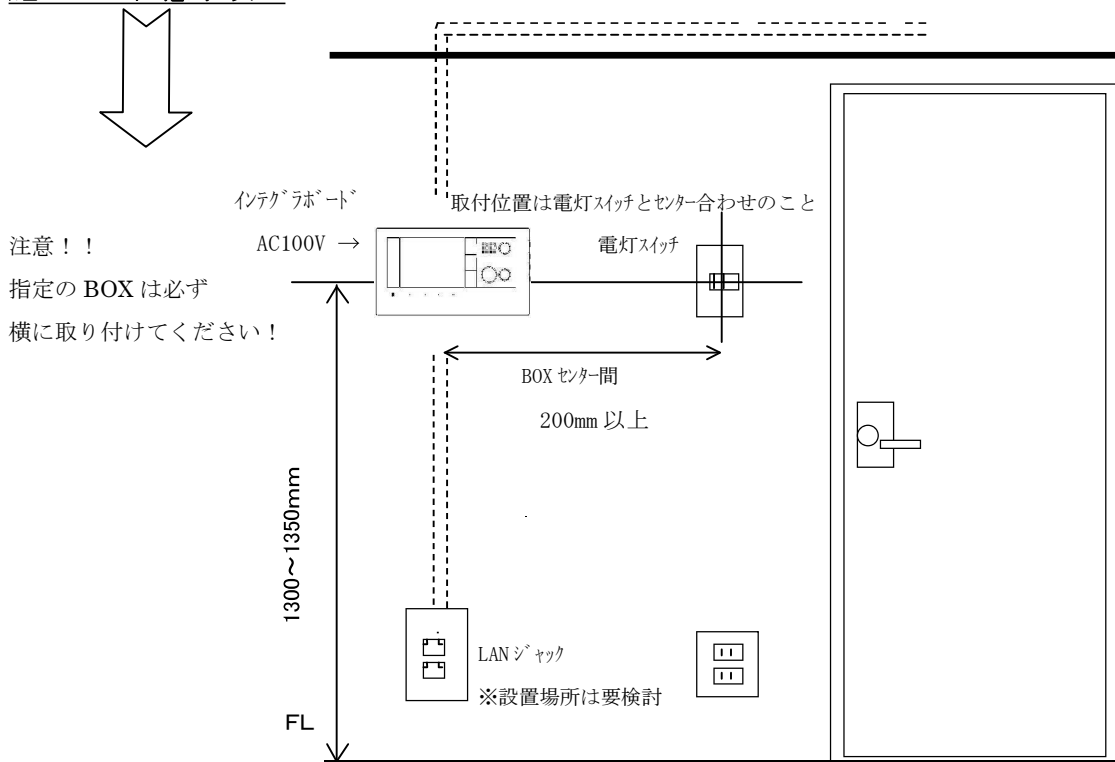 インテグラボード
取付位置は電灯スイッチとセンター合わせのこと
AC100V →
電灯スイッチ
注意！！
指定の BOX は必ず
横に取り付けてください！
BOX センター間
200mm 以上
1300～1350mm
LAN ジャック
※設置場所は要検討
FL